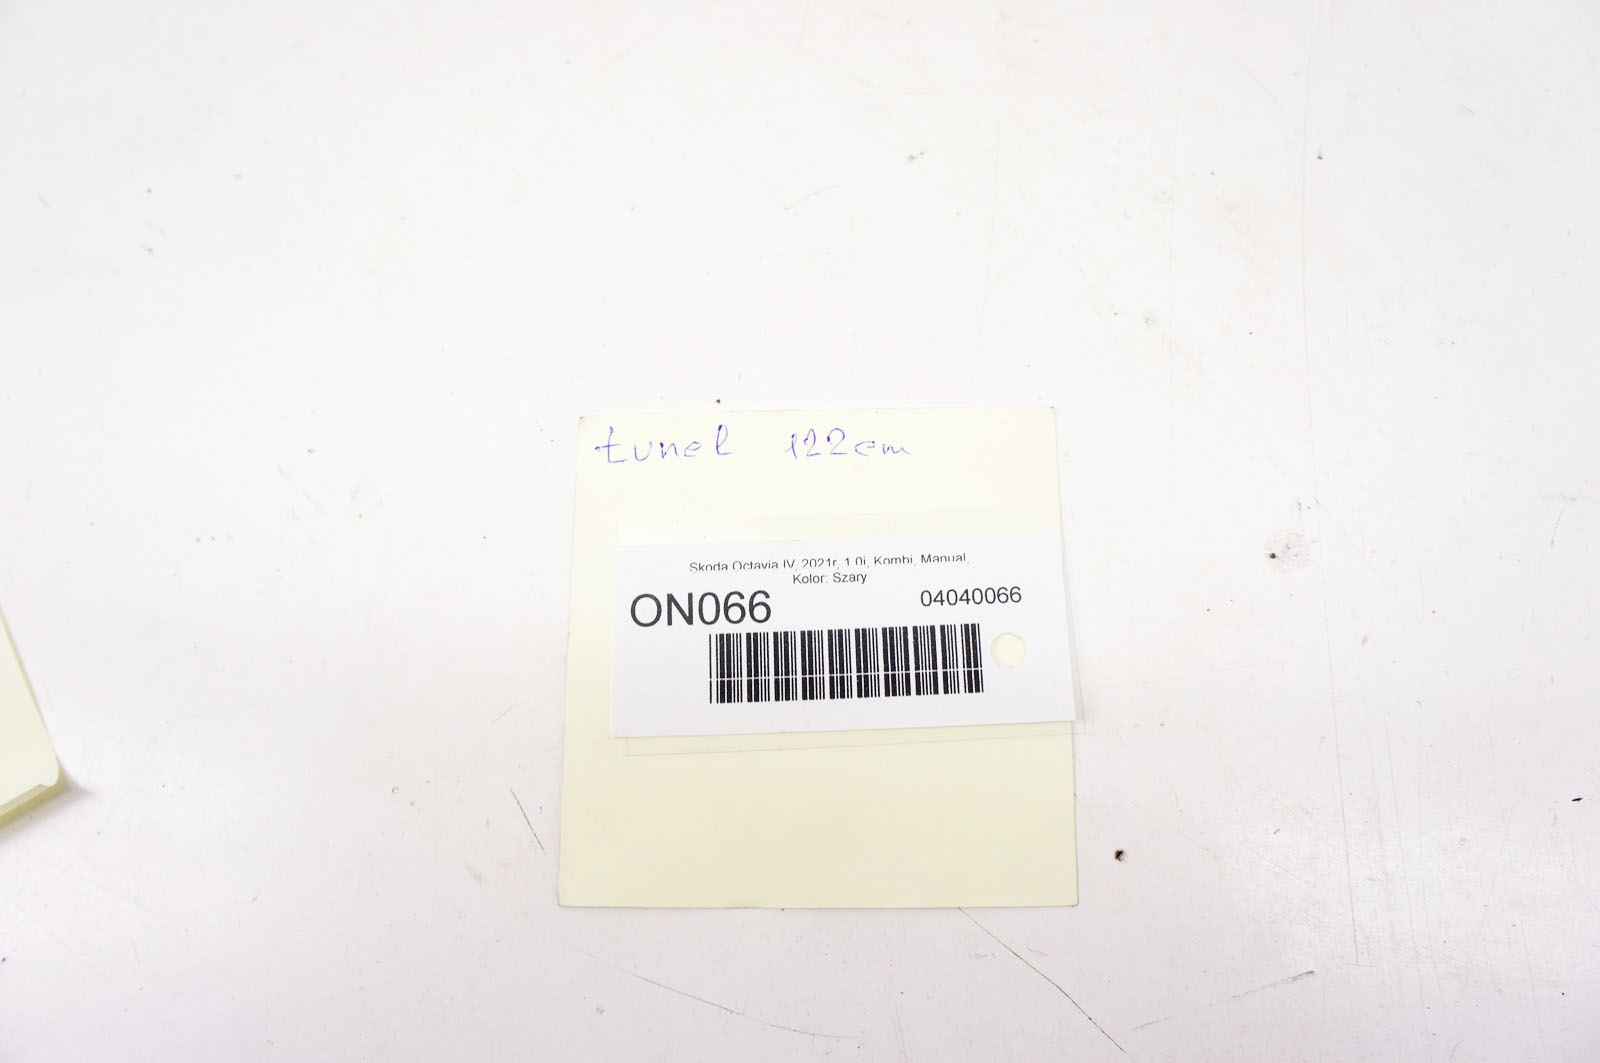 tunel 122cm
Skoda Octavia IV, 2021r, 1.0i, Kombi, Manual,
Kolor: Szary
ON066
04040066